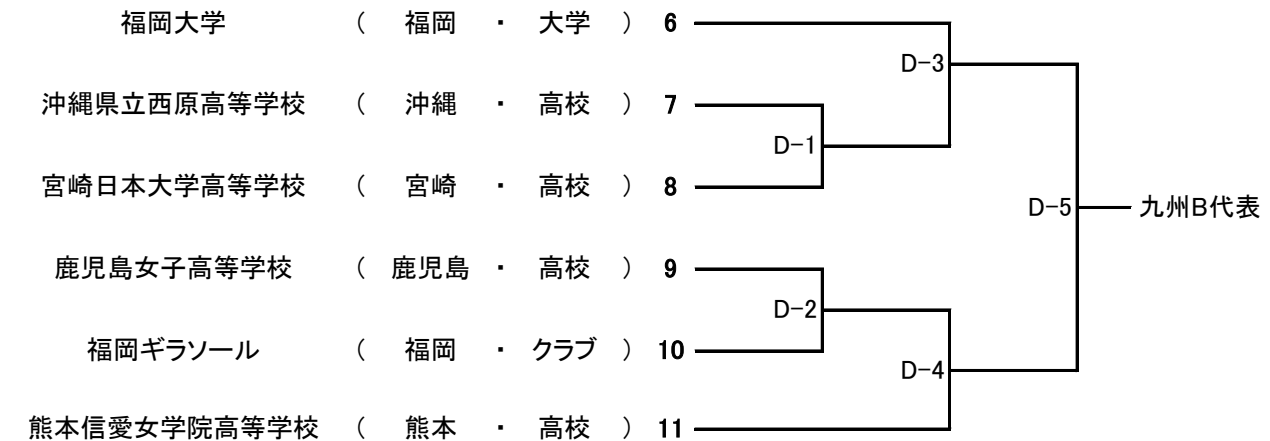 福岡大学 ( 福岡 ・ 大学 ) 6
D-3
沖縄県立西原高等学校 ( 沖縄 ・ 高校 ) 7
D-1
宮崎日本大学高等学校 ( 宮崎 ・ 高校 ) 8
D-5 九州B代表
鹿児島女子高等学校 ( 鹿児島 ・ 高校 ) 9
D-2
福岡ギラソール ( 福岡 ・ クラブ ) 10
D-4
熊本信愛女学院高等学校 ( 熊本 ・ 高校 ) 11